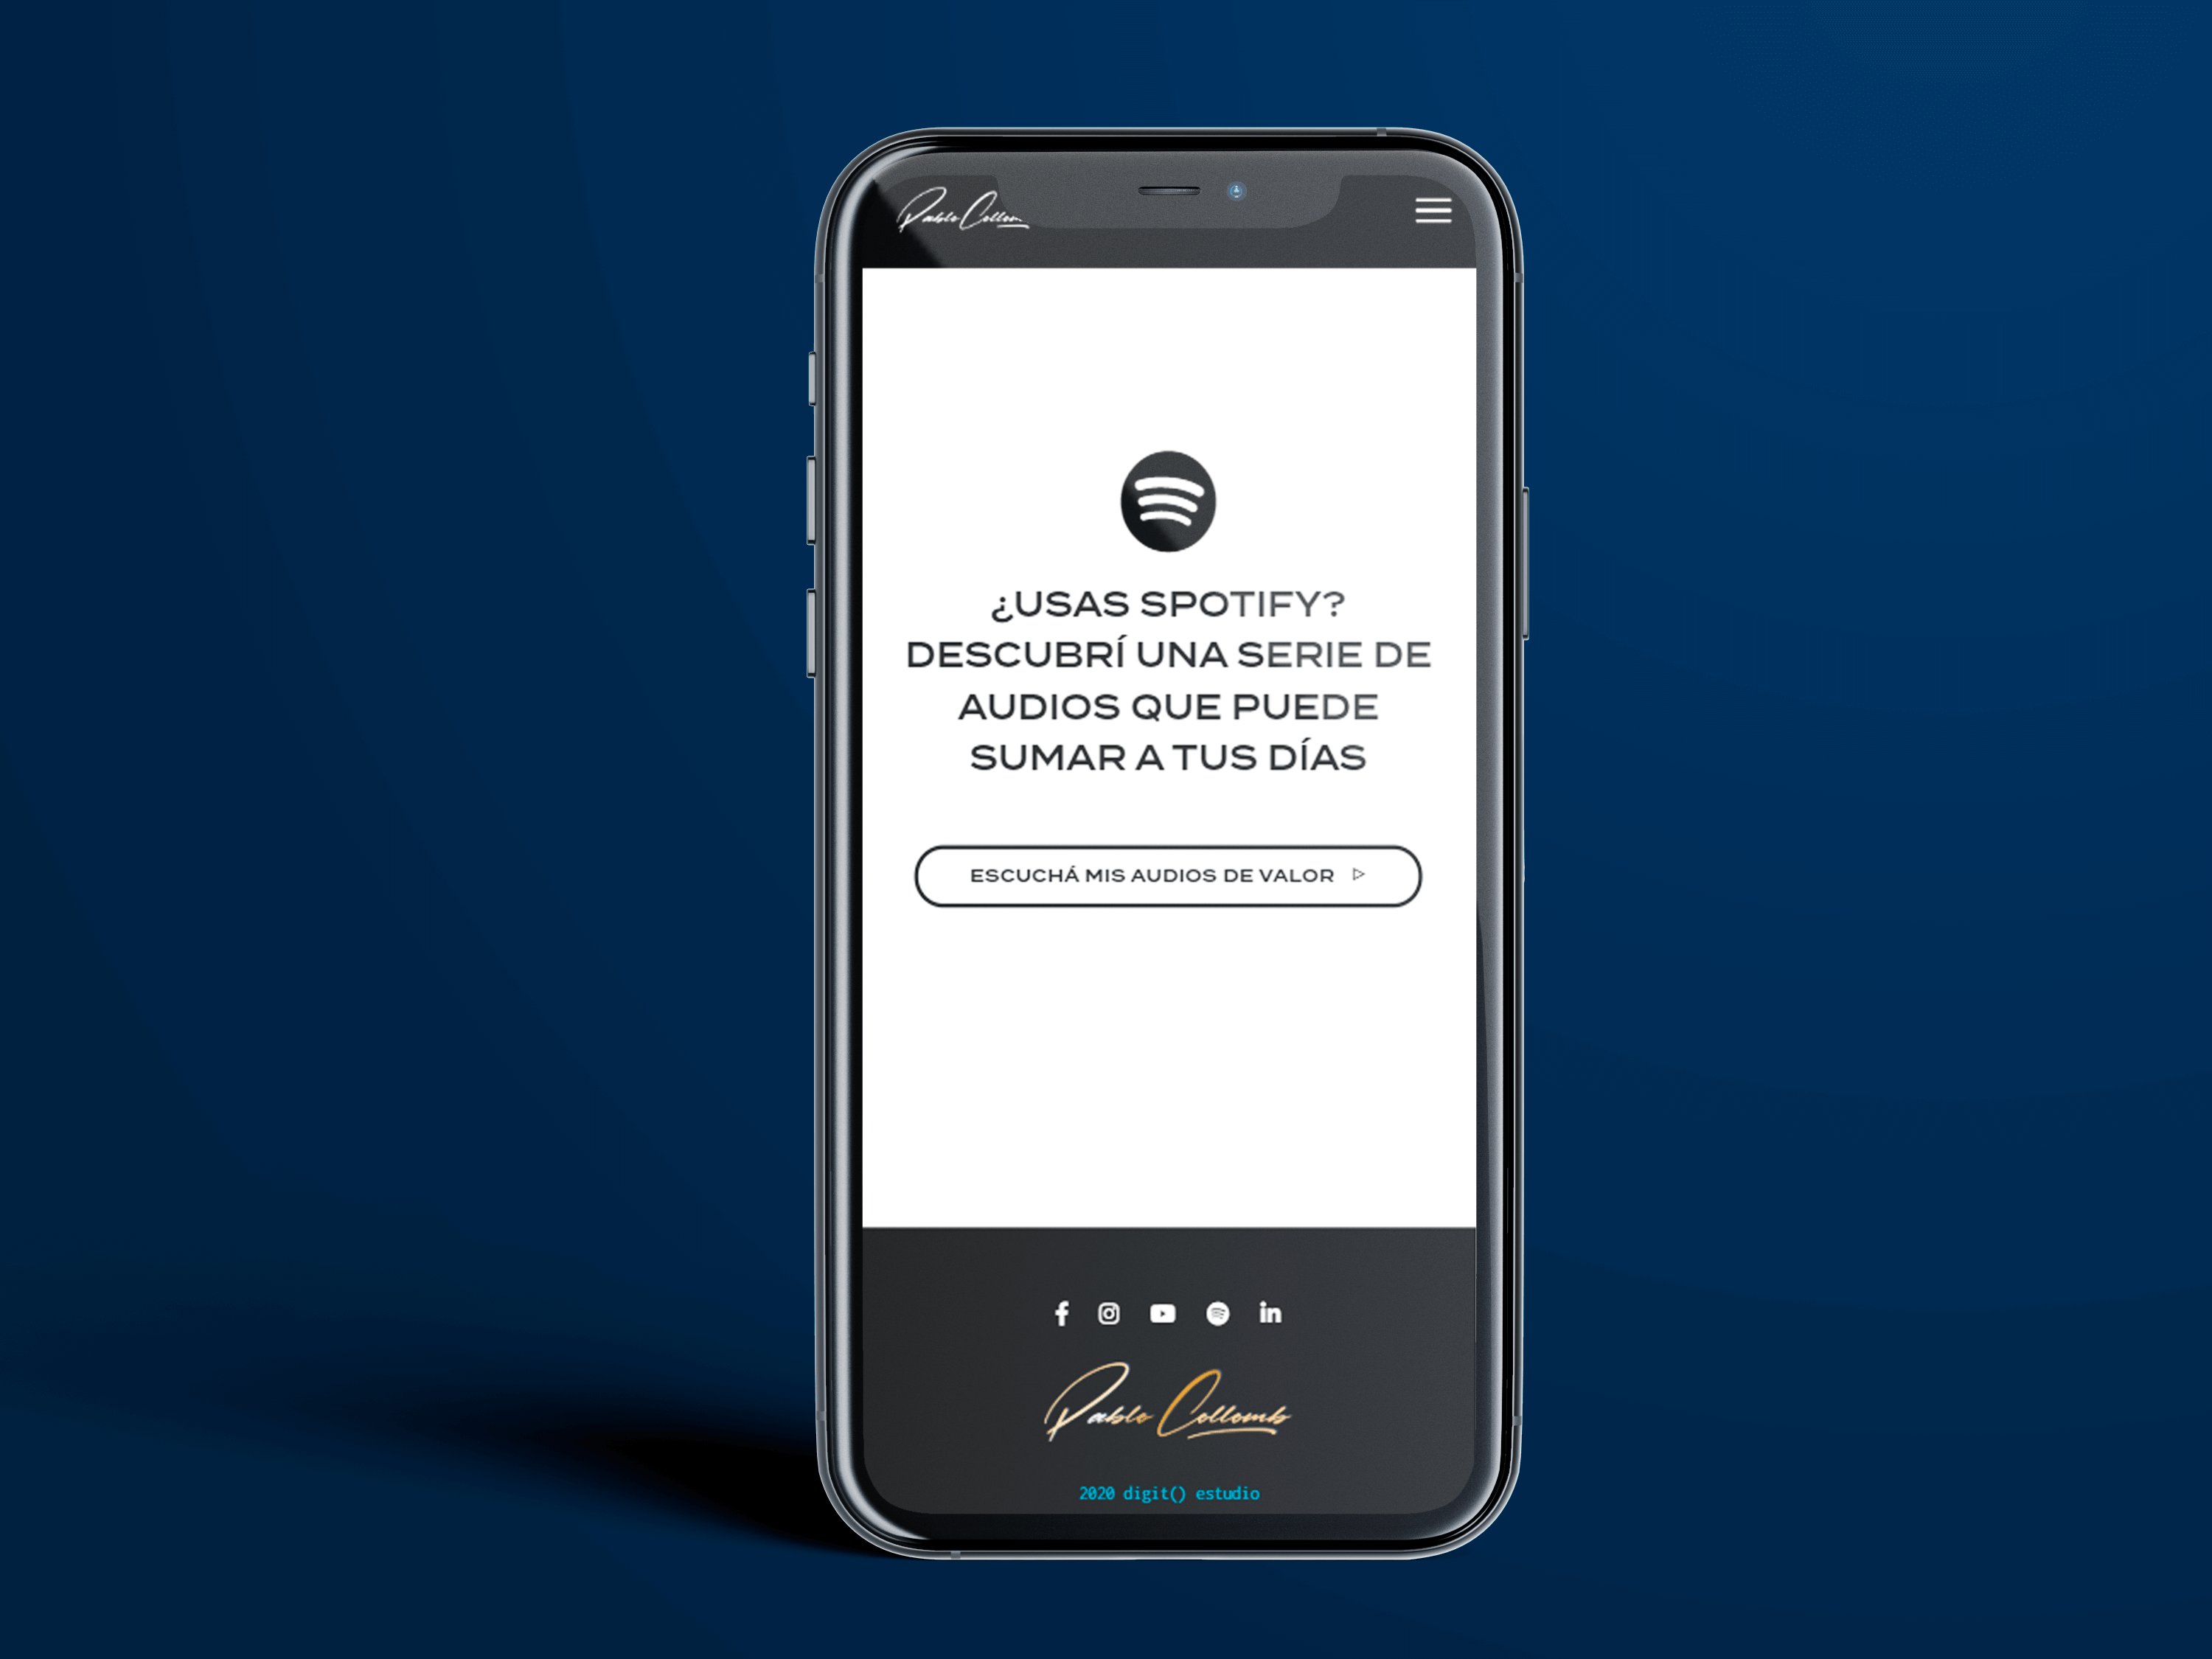 Pablo Collom
¿USAS SPOTIFY?
DESCUBRÍ UNA SERIE DE
AUDIOS QUE PUEDE
SUMAR A TUS DÍAS
ESCUCHÁ MIS AUDIOS DE VALOR
Pablo Collomb
2020 digit() estudio